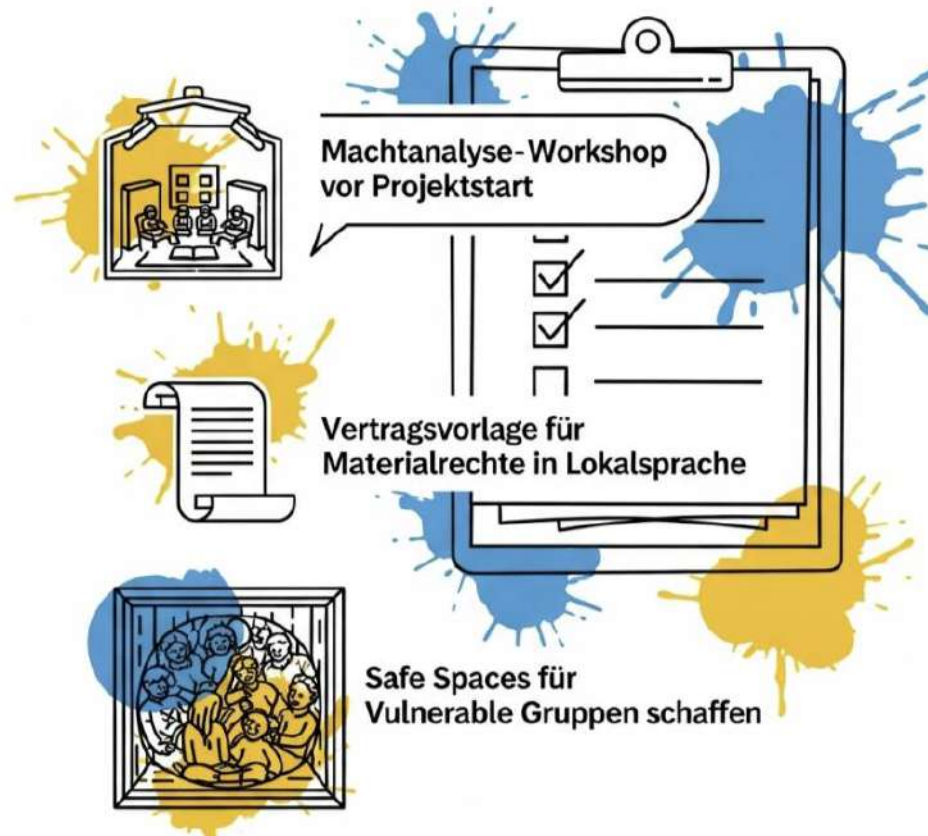 Machtanalyse-Workshop
vor Projektstart
Vertragsvorlage für
Materialrechte in Lokalsprache
Safe Spaces für
Vulnerable Gruppen schaffen